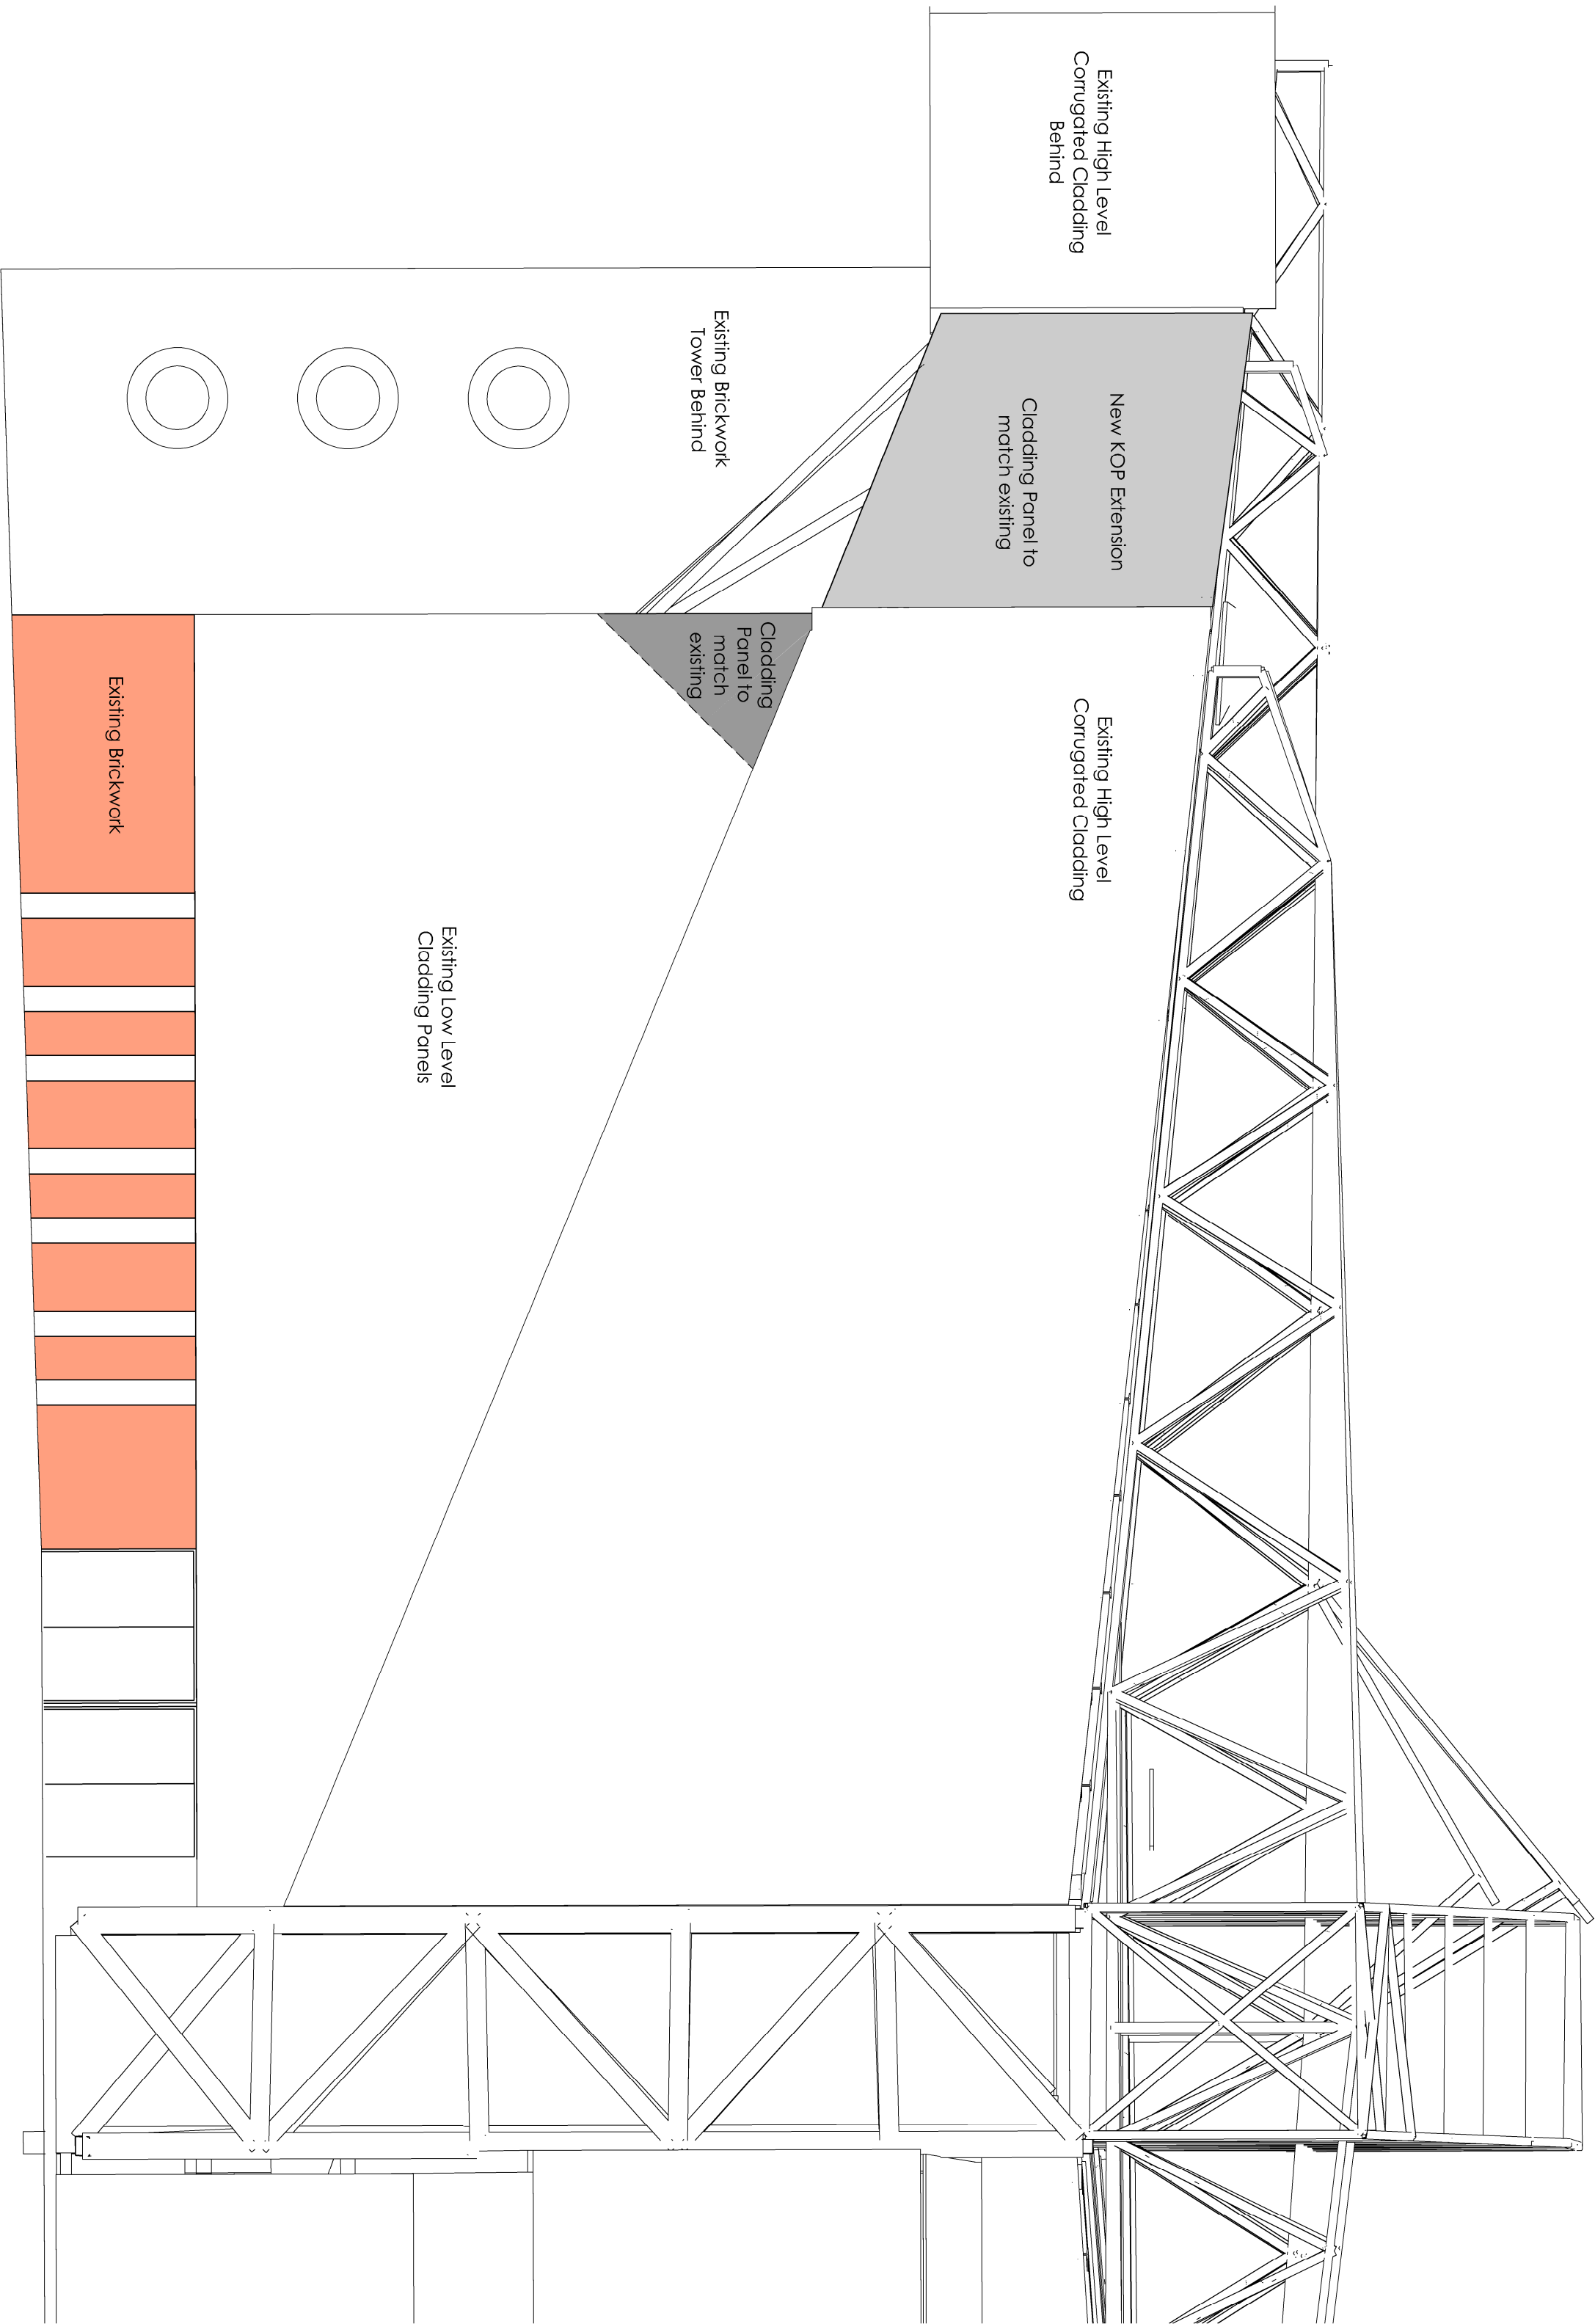 Existing High Level
Corrugated Cladding
Behind
New KOP Extension
Cladding Panel to
match existing
Existing Brickwork
Tower Behind
Existing High Level
Corrugated Cladding
Cladding
Panel to
match
existing
Existing Low Level
Cladding Panels
Existing Brickwork